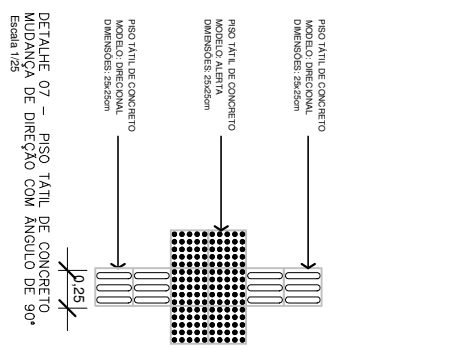 PISO TÁTIL DE CONCRETO
MODELO: DIRECIONAL
DIMENSÕES: 25x25cm
PISO TÁTIL DE CONCRETO
MODELO: ALERTA
DIMENSÕES: 25x25cm
PISO TÁTIL DE CONCRETO
MODELO: DIRECIONAL
DIMENSÕES: 25x25cm
0,25
DETALHE 07 - PISO TÁTIL DE CONCRETO
MUDANÇA DE DIREÇÃO COM ÂNGULO DE 90°
Escala 1/25